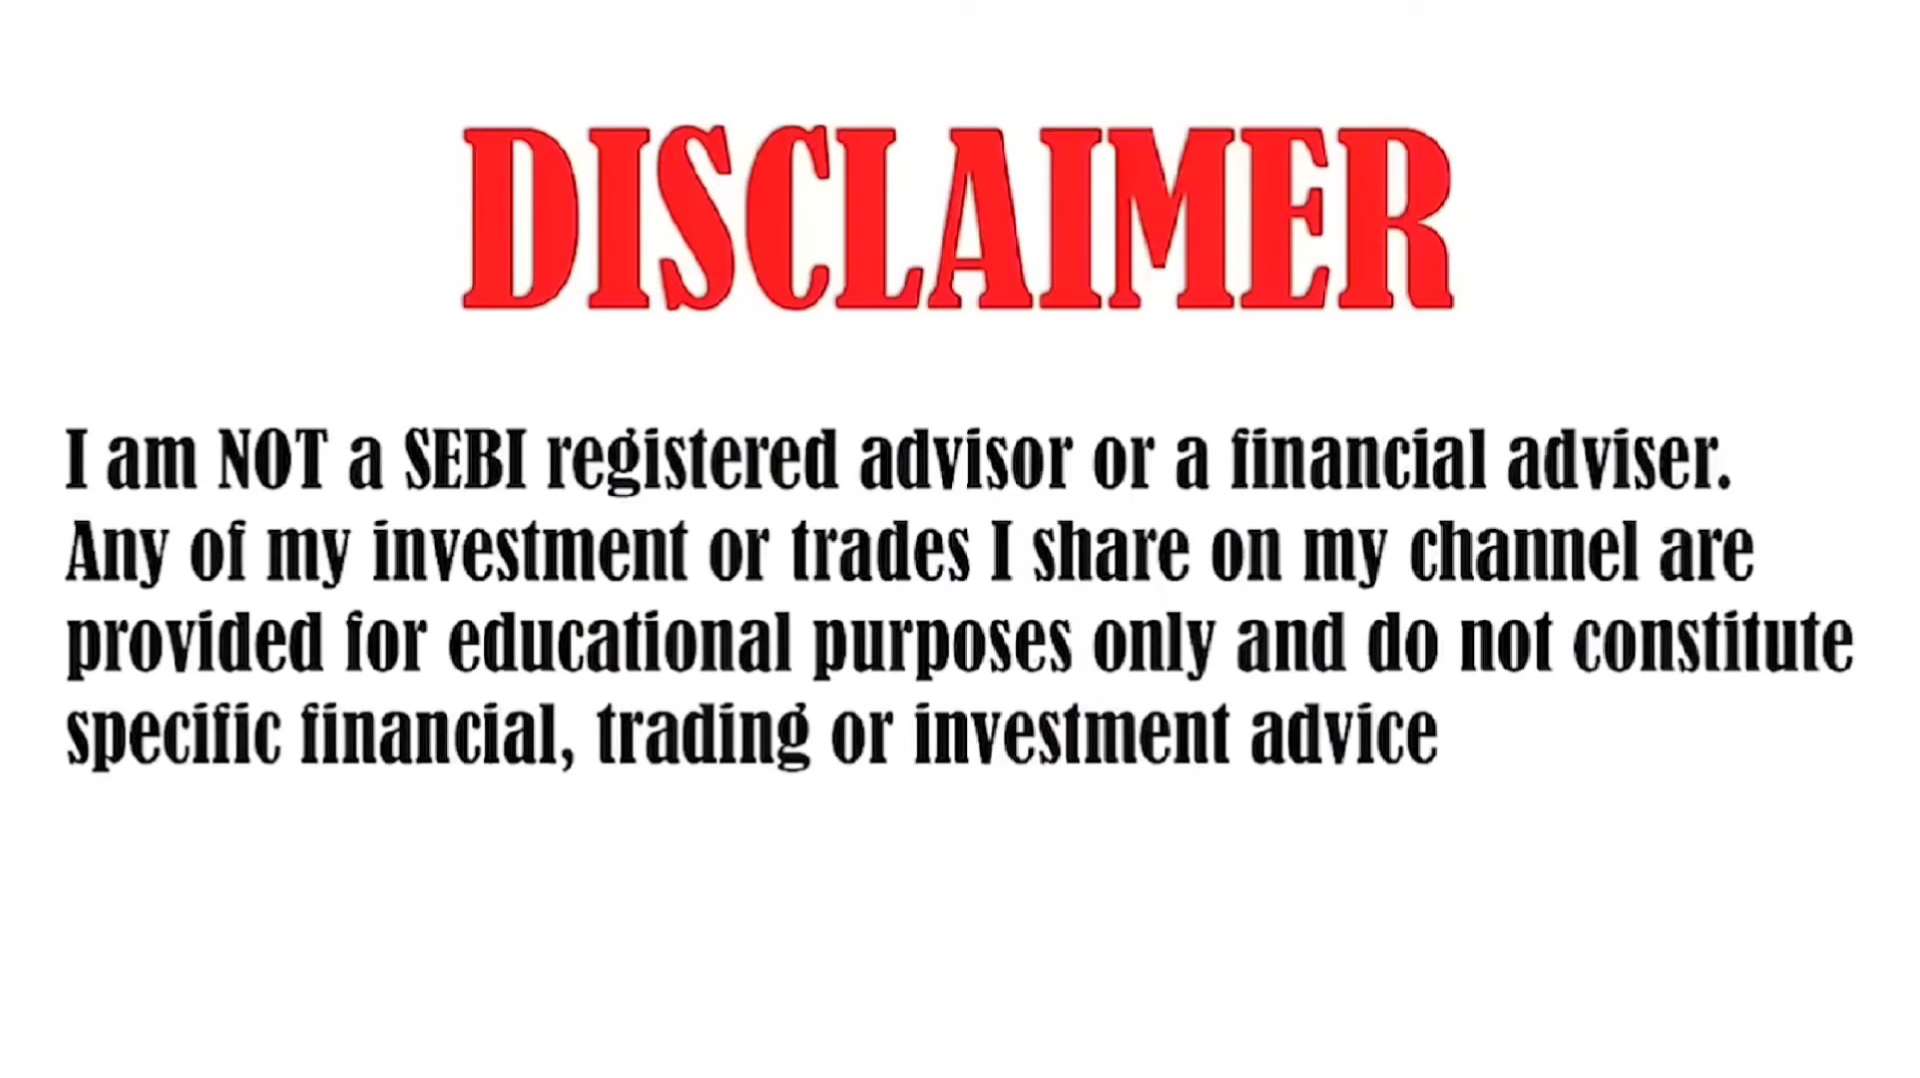 DISCLAIMER
I am NOT a SEBI registered advisor or a financial adviser.
Any of my investment or trades I share on my channel are
provided for educational purposes only and do not constitute
specific financial, trading or investment advice